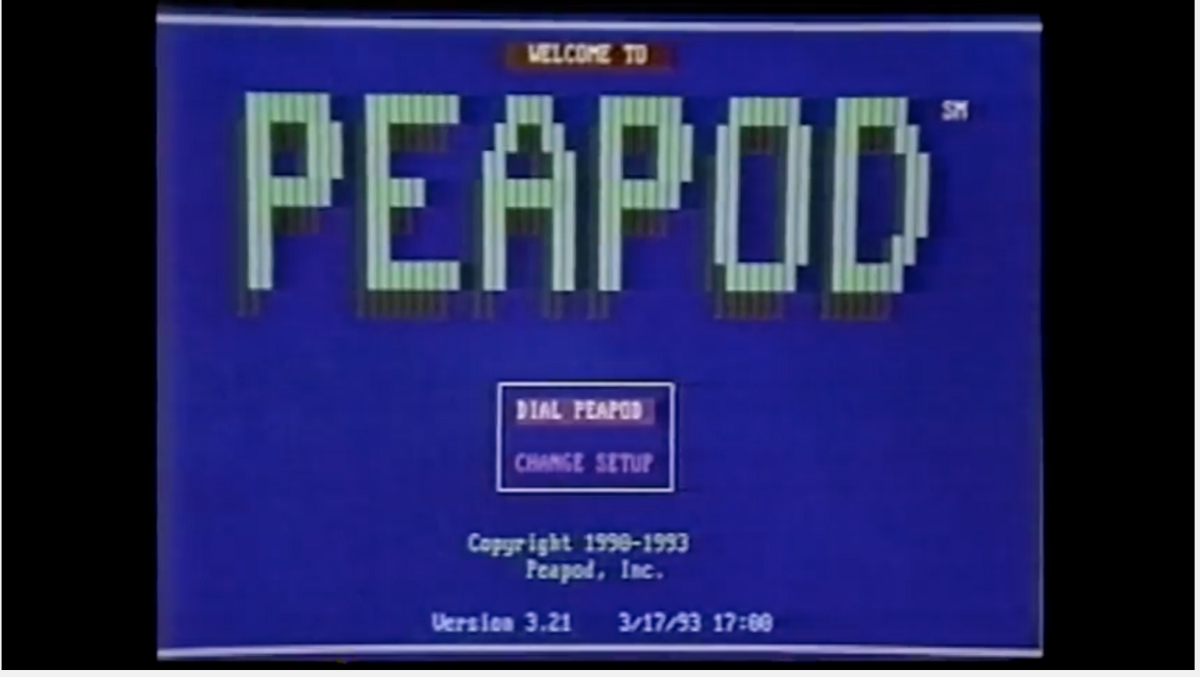 WELCOME TO
PEAPOD SM
DIAL PEAPOD
CHANGE SETUP
Copyright 1990-1993
Peapod, Inc.
Version 3.21 3/17/93 17:00